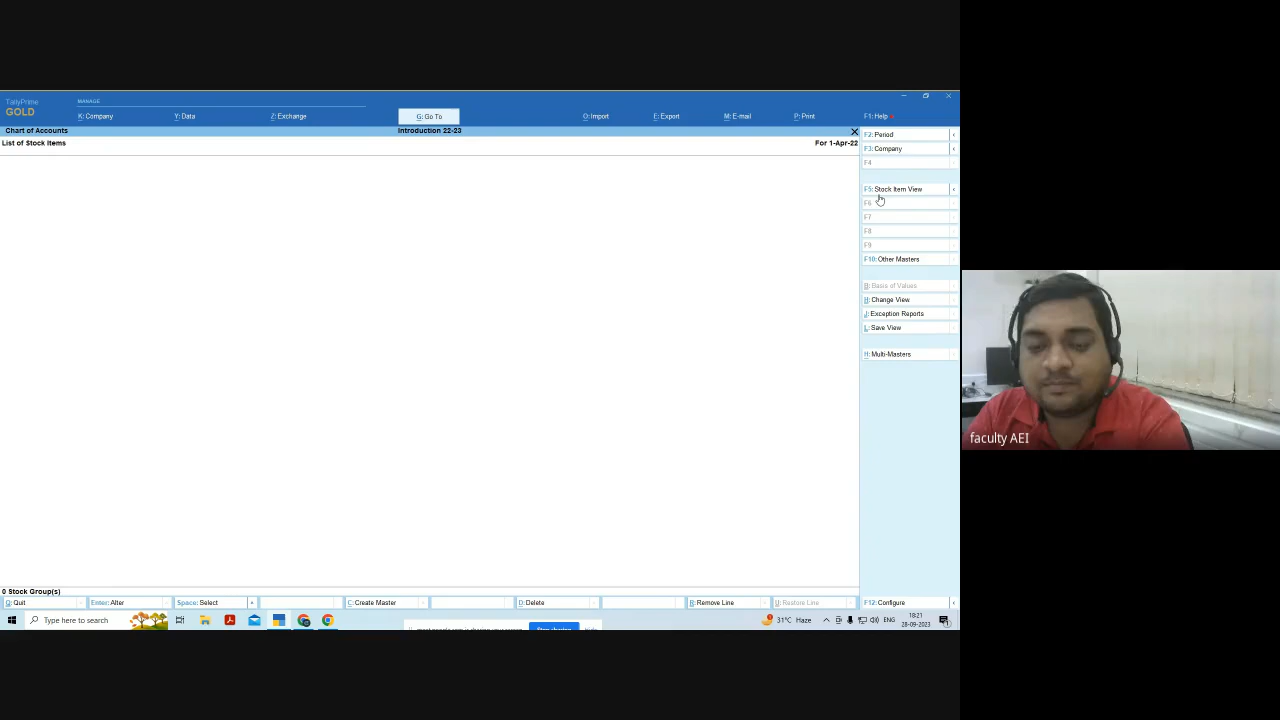 TallyPrime
GOLD
MANAGE
K: Company
Y: Data
Z: Exchange
G: Go To
O: Import
E: Export
M: E-mail
P: Print
F1: Help
Chart of Accounts
Introduction 22-23
List of Stock Items
For 1-Apr-22
F2: Period
F3: Company
F4
F5: Stock Item View
F6
F7
F8
F9
F10: Other Masters
B: Basis of Values
H: Change View
J: Exception Reports
L: Save View
H: Multi-Masters
faculty AEI
0 Stock Group(s)
Q: Quit
Enter: Alter
Space: Select
C: Create Master
D: Delete
R: Remove Line
U: Restore Line
F12: Configure
Type here to search
Stop sharing
31°C Haze
ENG
18:21
28-09-2023